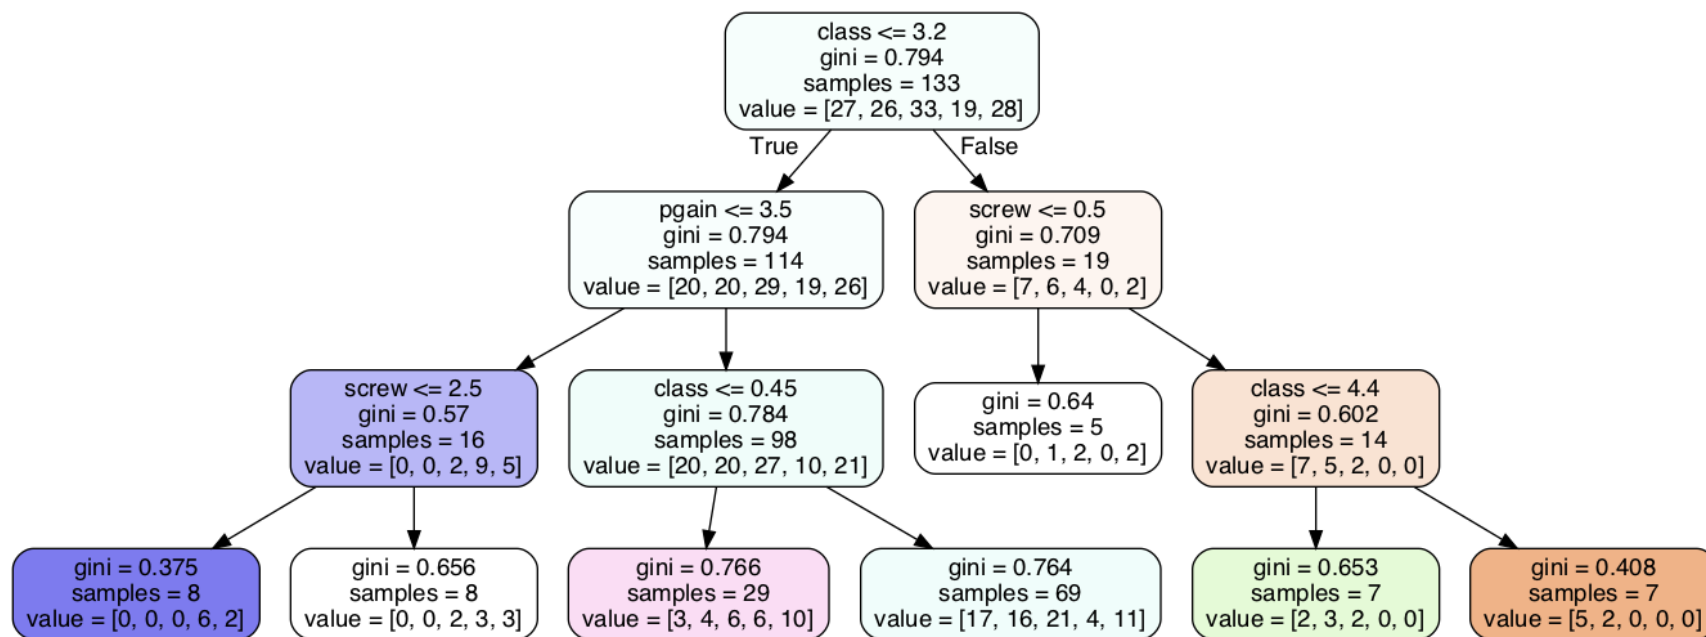 class <= 3.2
gini = 0.794
samples = 133
value = [27, 26, 33, 19, 28]
True
False
pgain <= 3.5
gini = 0.794
samples = 114
value = [20, 20, 29, 19, 26]
screw <= 0.5
gini = 0.709
samples = 19
value = [7, 6, 4, 0, 2]
screw <= 2.5
gini = 0.57
samples = 16
value = [0, 0, 2, 9, 5]
class <= 0.45
gini = 0.784
samples = 98
value = [20, 20, 27, 10, 21]
gini = 0.64
samples = 5
value = [0, 1, 2, 0, 2]
class <= 4.4
gini = 0.602
samples = 14
value = [7, 5, 2, 0, 0]
gini = 0.375
samples = 8
value = [0, 0, 0, 6, 2]
gini = 0.656
samples = 8
value = [0, 0, 2, 3, 3]
gini = 0.766
samples = 29
value = [3, 4, 6, 6, 10]
gini = 0.764
samples = 69
value = [17, 16, 21, 4, 11]
gini = 0.653
samples = 7
value = [2, 3, 2, 0, 0]
gini = 0.408
samples = 7
value = [5, 2, 0, 0, 0]